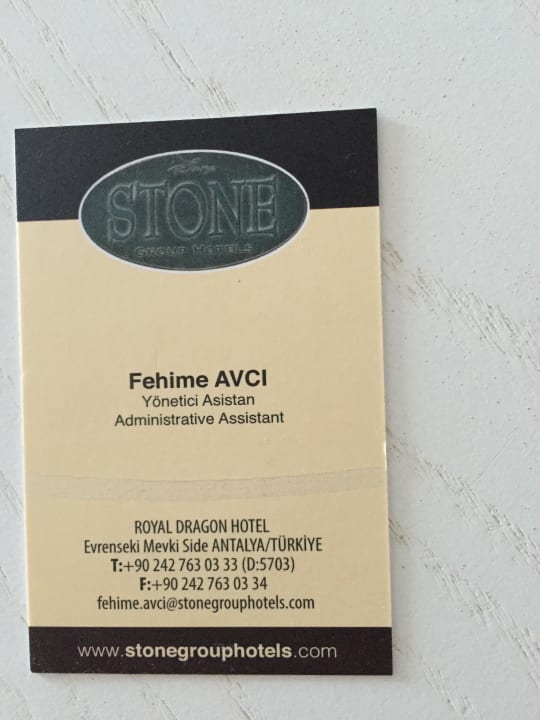 STONE
GROUP HOTELS
Fehime AVCI
Yönetici Asistan
Administrative Assistant
ROYAL DRAGON HOTEL
Evrenseki Mevki Side ANTALYA/TÜRKİYE
T:+90 242 763 03 33 (D:5703)
F:+90 242 763 03 34
fehime.avci@stonegrouphotels.com
www.stonegrouphotels.com